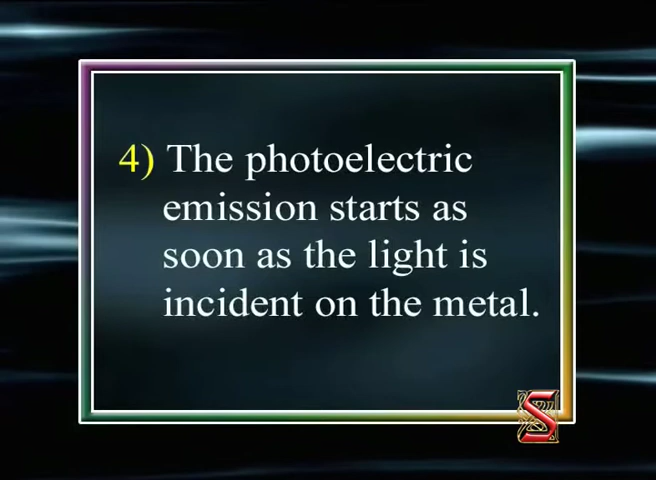 4) The photoelectric
emission starts as
soon as the light is
incident on the metal.
S